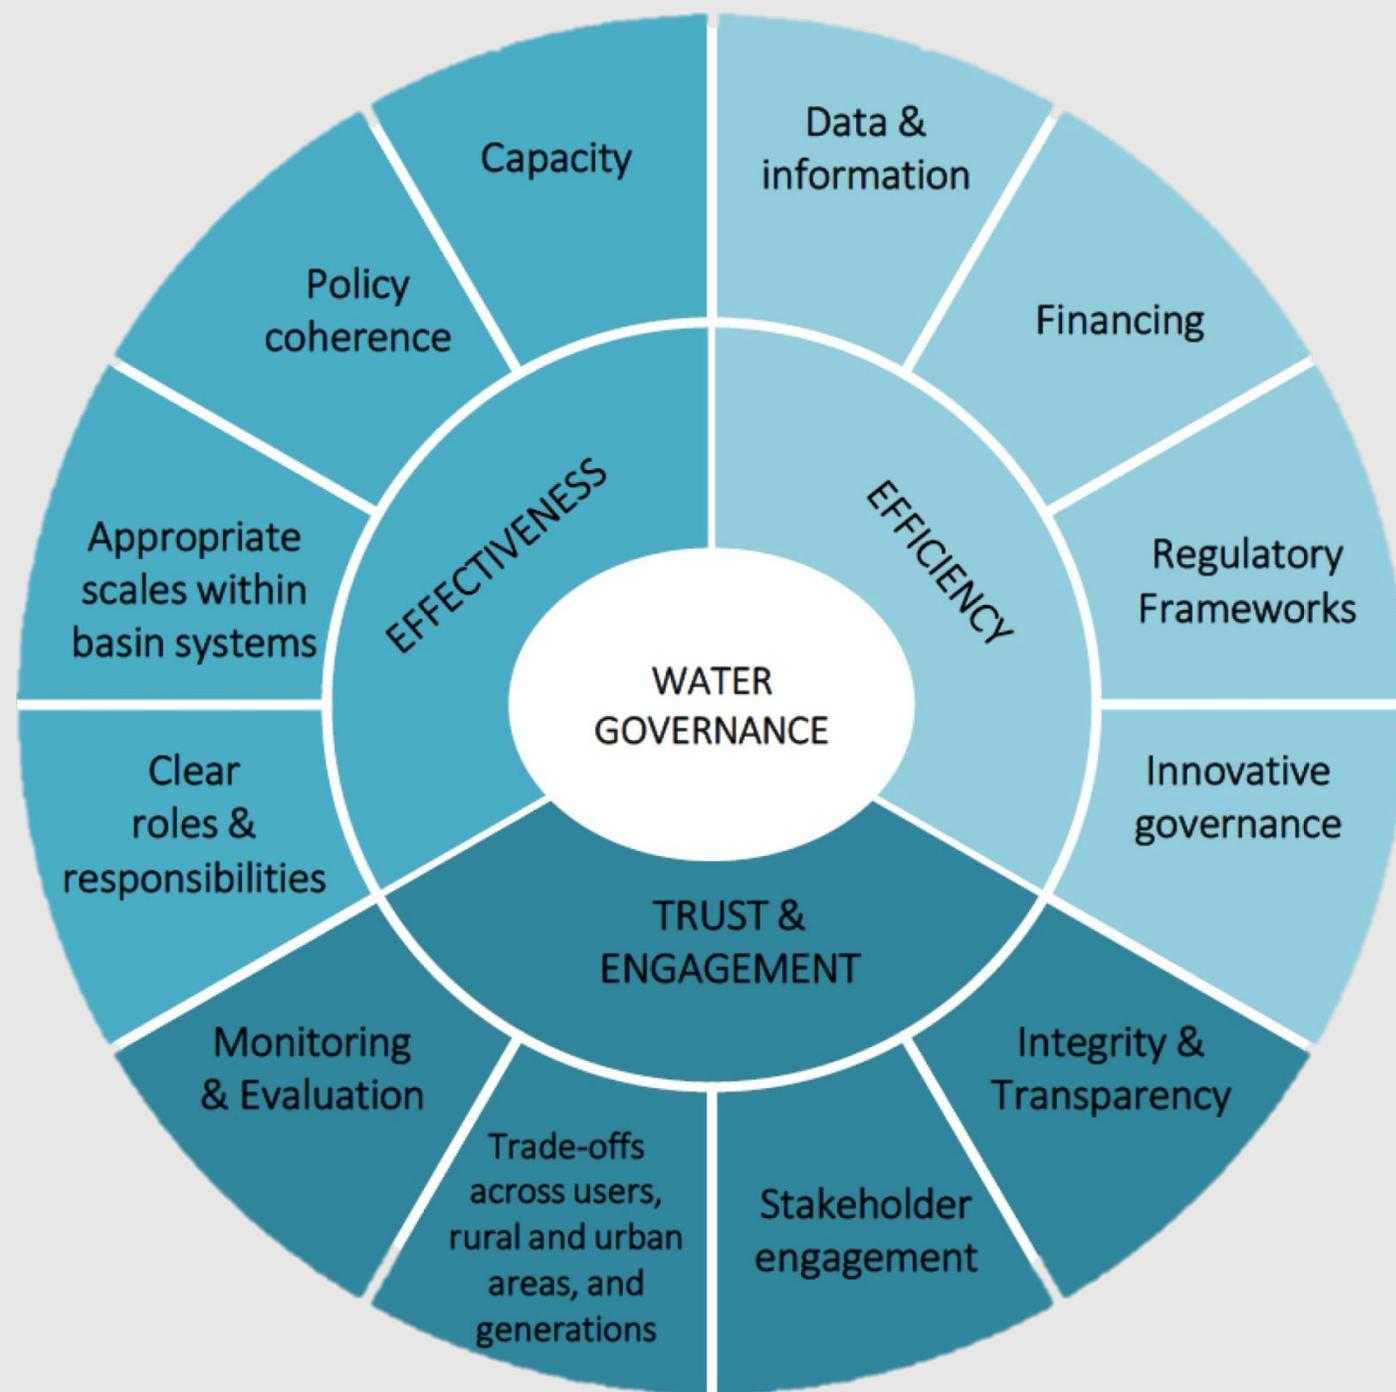 Capacity
Data &
information
Financing
Regulatory
Frameworks
Innovative
governance
Integrity &
Transparency
Stakeholder
engagement
Trade-offs
across users,
rural and urban
areas, and
generations
Monitoring
& Evaluation
Clear
roles &
responsibilities
Appropriate
scales within
basin systems
Policy
coherence
EFFECTIVENESS
EFFICIENCY
TRUST &
ENGAGEMENT
WATER
GOVERNANCE